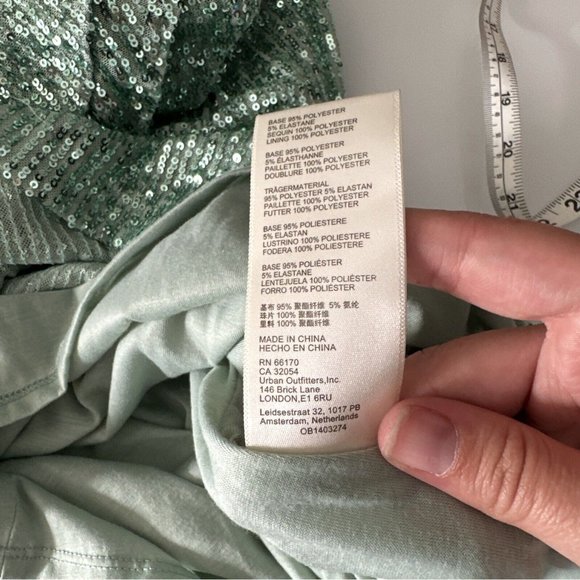 BASE 95% POLYESTER
5% ELASTANE
SEQUIN 100% POLYESTER
LINING 100% POLYESTER
BASE 95% POLYESTER
5% ÉLASTHANNE
PAILLETTE 100% POLYESTER
DOUBLURE 100% POLYESTER
TRÄGERMATERIAL
95% POLYESTER 5% ELASTAN
PAILLETTE 100% POLYESTER
FUTTER 100% POLYESTER
BASE 95% POLIESTERE
5% ELASTAN
LUSTRINO 100% POLIESTERE
FODERA 100% POLIESTERE
BASE 95% POLIÉSTER
5% ELASTANE
LENTEJUELA 100% POLIÉSTER
FORRO 100% POLIÉSTER
基布 95% 聚酯纤维 5% 氨纶
珠片 100% 聚酯纤维
里料 100% 聚酯纤维
MADE IN CHINA
HECHO EN CHINA
RN 66170
CA 32054
Urban Outfitters,Inc.
146 Brick Lane
LONDON,E1 6RU
Leidsestraat 32, 1017 PB
Amsterdam, Netherlands
OB1403274
18
19
20
21